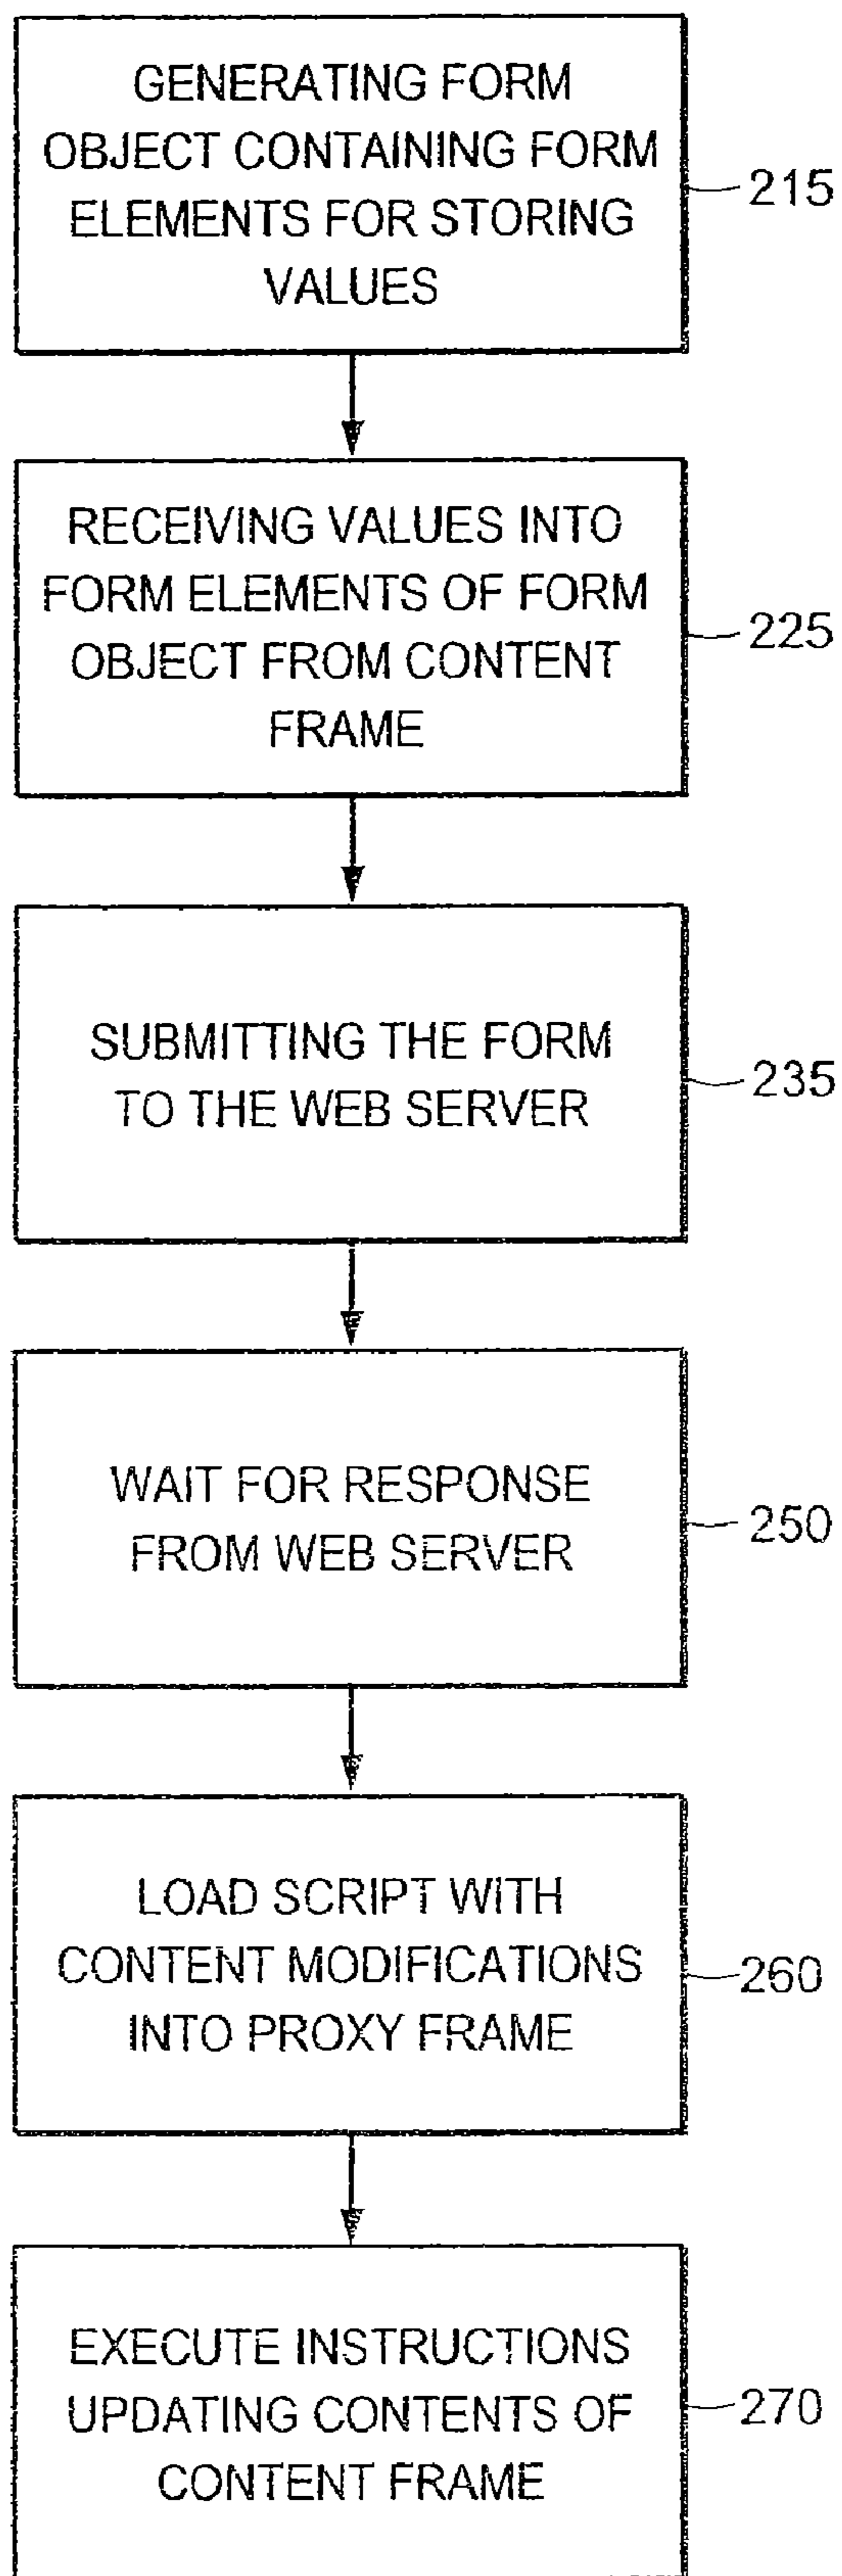 GENERATING FORM
OBJECT CONTAINING FORM
ELEMENTS FOR STORING
VALUES
215
RECEIVING VALUES INTO
FORM ELEMENTS OF FORM
OBJECT FROM CONTENT
FRAME
225
SUBMITTING THE FORM
TO THE WEB SERVER
235
WAIT FOR RESPONSE
FROM WEB SERVER
250
LOAD SCRIPT WITH
CONTENT MODIFICATIONS
INTO PROXY FRAME
260
EXECUTE INSTRUCTIONS
UPDATING CONTENTS OF
CONTENT FRAME
270